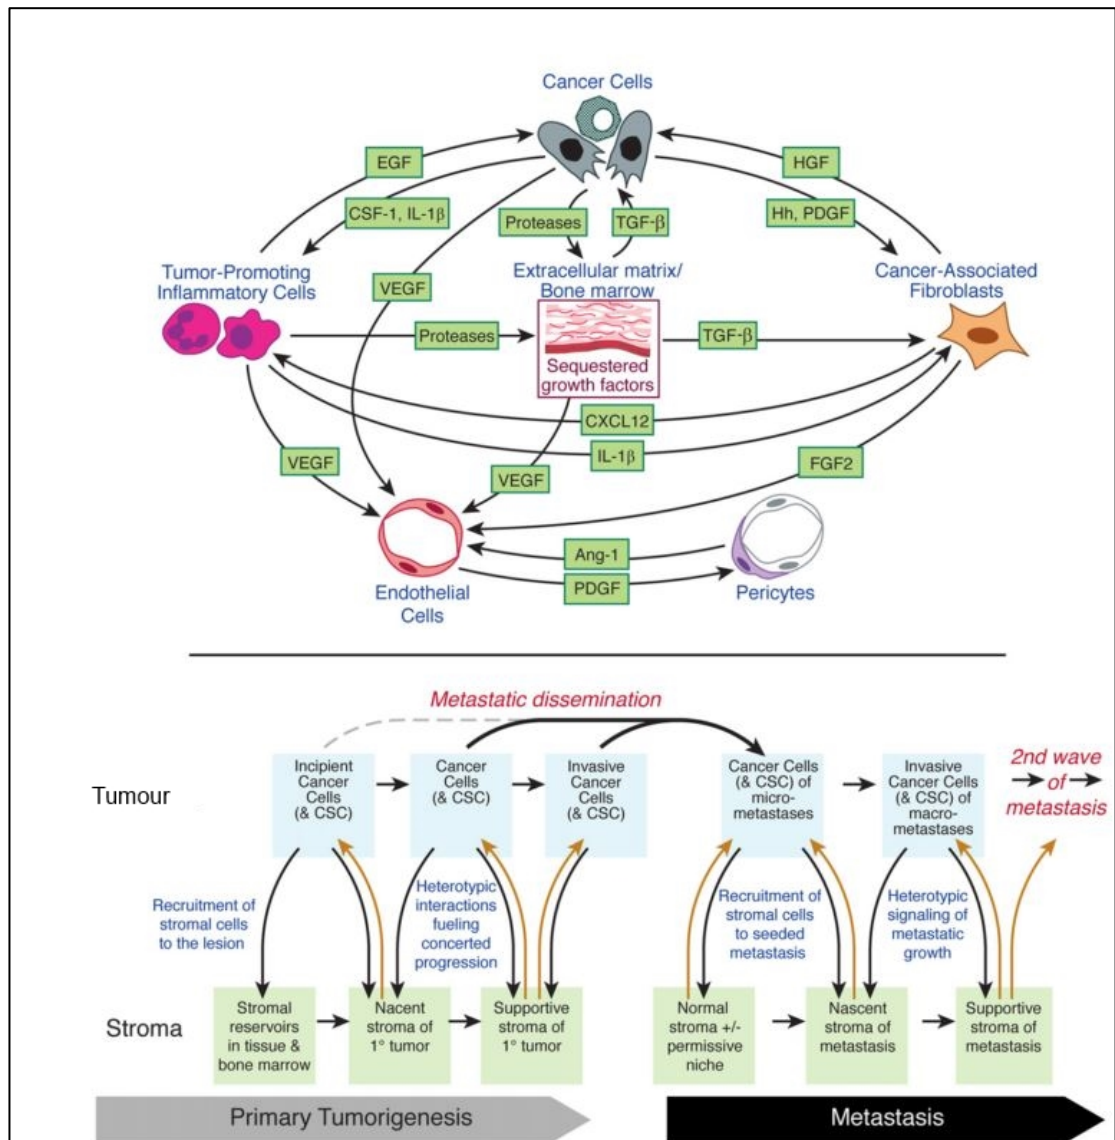 Cancer Cells
EGF
HGF
CSF-1, IL-1β
Proteases
TGF-β
Hh, PDGF
Tumor-Promoting
Inflammatory Cells
Extracellular matrix/
Bone marrow
Cancer-Associated
Fibroblasts
VEGF
Proteases
TGF-β
Sequestered
growth factors
CXCL12
IL-1β
VEGF
VEGF
FGF2
Ang-1
PDGF
Endothelial
Cells
Pericytes
Metastatic dissemination
Tumour
Incipient
Cancer
Cells
(& CSC)
Cancer
Cells
(& CSC)
Invasive
Cancer
Cells
(& CSC)
Cancer Cells
(& CSC) of
micro-
metastases
Invasive
Cancer Cells
(& CSC) of
macro-
metastases
2nd wave
of
metastasis
Recruitment of
stromal cells
to the lesion
Heterotypic
interactions
fueling
concerted
progression
Recruitment of
stromal cells
to seeded
metastasis
Heterotypic
signaling of
metastatic
growth
Stroma
Stromal
reservoirs
in tissue &
bone marrow
Nacent
stroma of
1° tumor
Supportive
stroma of
1° tumor
Normal
stroma +/-
permissive
niche
Nascent
stroma of
metastasis
Supportive
stroma of
metastasis
Primary Tumorigenesis
Metastasis